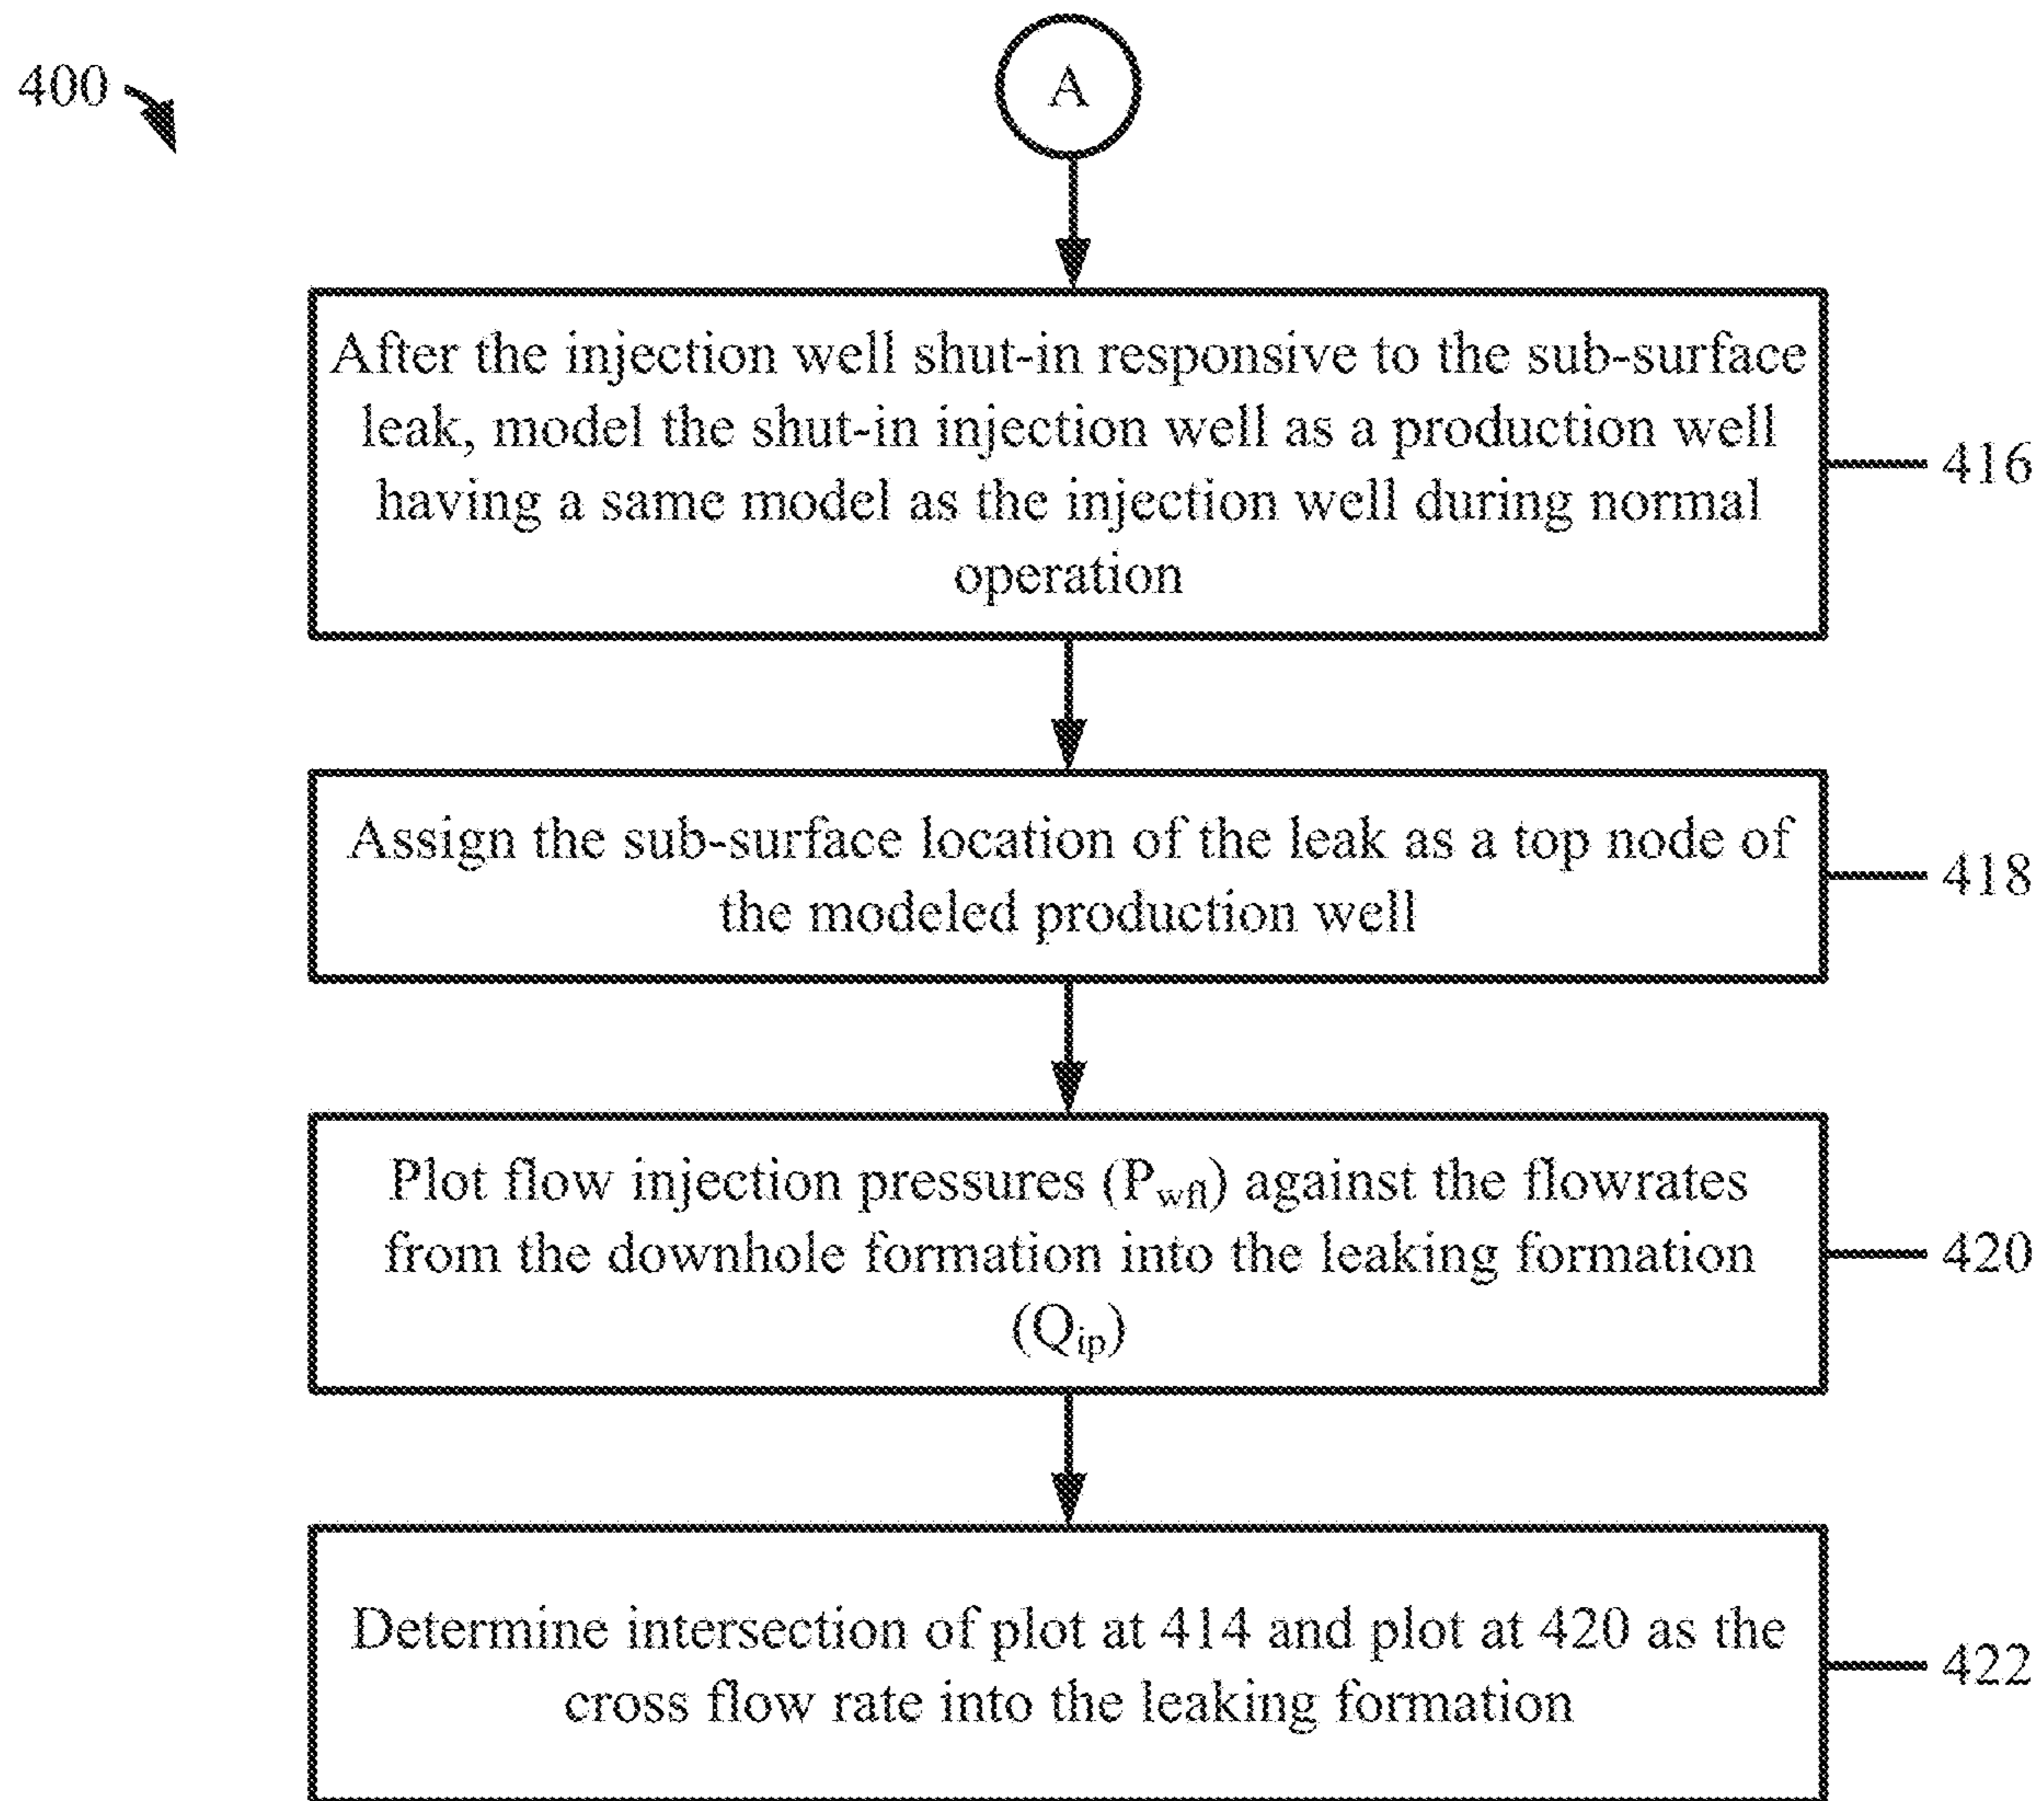 400
A
After the injection well shut-in responsive to the sub-surface
leak, model the shut-in injection well as a production well
having a same model as the injection well during normal
operation
416
Assign the sub-surface location of the leak as a top node of
the modeled production well
418
Plot flow injection pressures (Pwfl) against the flowrates
from the downhole formation into the leaking formation
(Qip)
420
Determine intersection of plot at 414 and plot at 420 as the
cross flow rate into the leaking formation
422